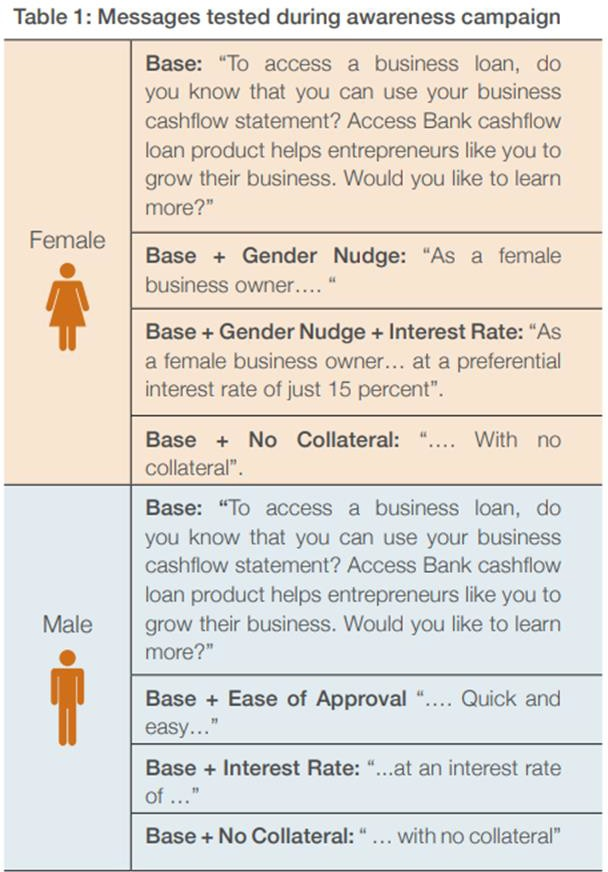 Table 1: Messages tested during awareness campaign
Female
Base: “To access a business loan, do
you know that you can use your business
cashflow statement? Access Bank cashflow
loan product helps entrepreneurs like you to
grow their business. Would you like to learn
more?”
Base + Gender Nudge: “As a female
business owner…. “
Base + Gender Nudge + Interest Rate: “As
a female business owner… at a preferential
interest rate of just 15 percent”.
Base + No Collateral: “…. With no
collateral”.
Male
Base: “To access a business loan, do
you know that you can use your business
cashflow statement? Access Bank cashflow
loan product helps entrepreneurs like you to
grow their business. Would you like to learn
more?”
Base + Ease of Approval “…. Quick and
easy…”
Base + Interest Rate: “...at an interest rate
of …”
Base + No Collateral: “ … with no collateral”